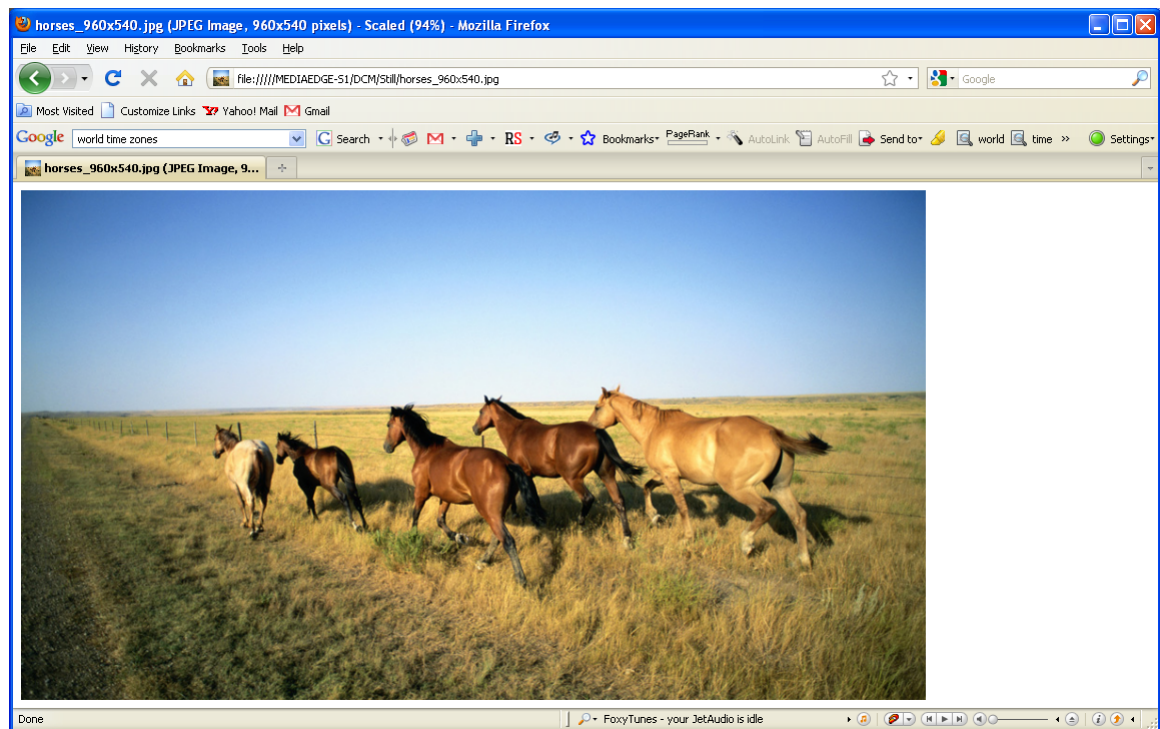 horses_960x540.jpg (JPEG Image, 960x540 pixels) - Scaled (94%) - Mozilla Firefox
File Edit View History Bookmarks Tools Help
file://///MEDIAEDGE-S1/DCM/Still/horses_960x540.jpg Google
Most Visited Customize Links Yahoo! Mail Gmail
Google world time zones G Search RS Bookmarks PageRank AutoLink AutoFill Send to world time » Settings
horses_960x540.jpg (JPEG Image, 9...
Done FoxyTunes - your JetAudio is idle